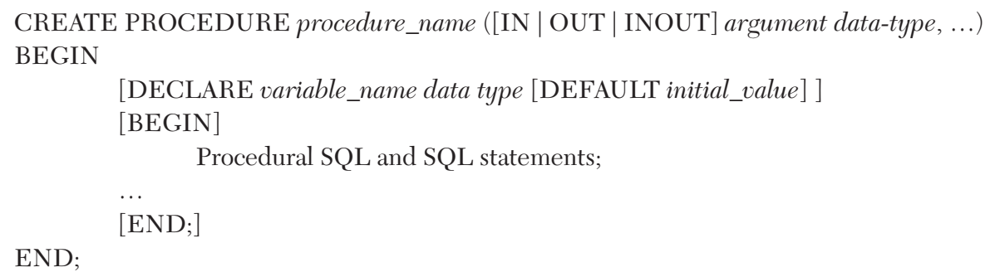 CREATE PROCEDURE procedure_name ([IN | OUT | INOUT] argument data-type, …)
BEGIN
[DECLARE variable_name data type [DEFAULT initial_value] ]
[BEGIN]
Procedural SQL and SQL statements;
…
[END;]
END;